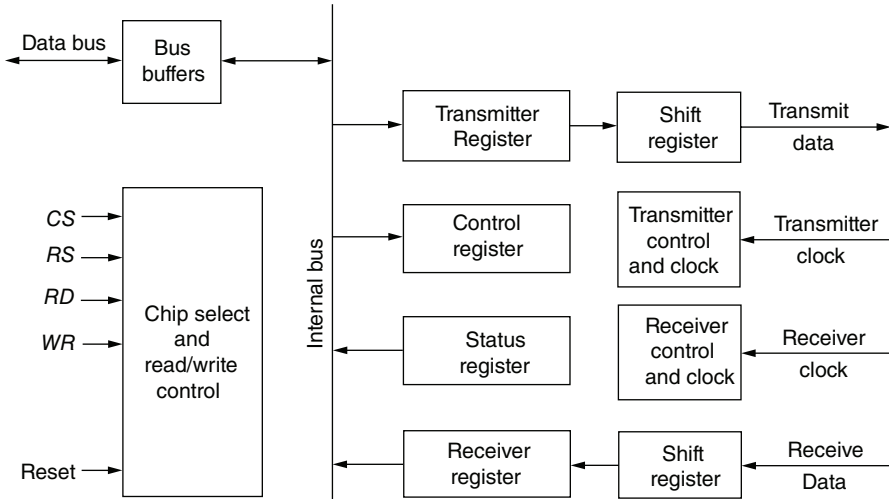 Data bus
Bus
buffers
Transmitter
Register
Shift
register
Transmit
data
CS
RS
RD
WR
Reset
Chip select
and
read/write
control
Internal bus
Control
register
Transmitter
control
and clock
Transmitter
clock
Status
register
Receiver
control
and clock
Receiver
clock
Receiver
register
Shift
register
Receive
Data